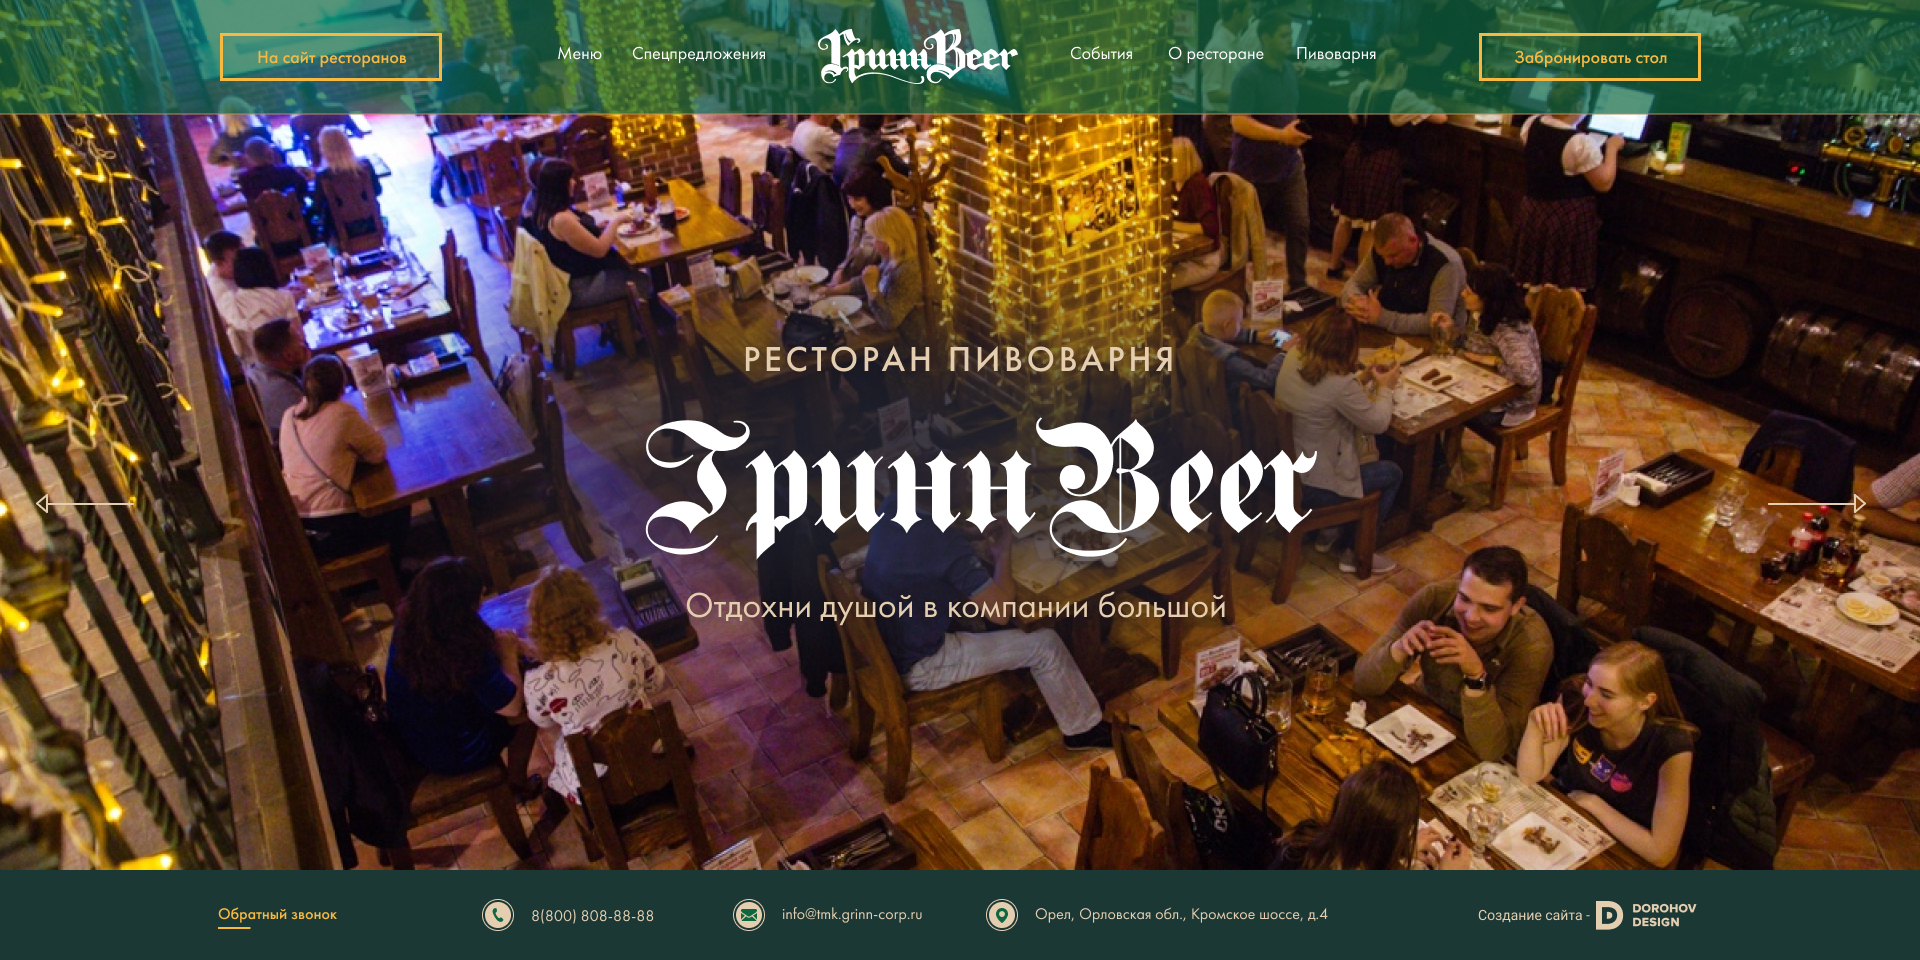 На сайт ресторанов
Меню
Спецпредложения
ГриннBeer
События
О ресторане
Пивоварня
Забронировать стол
РЕСТОРАН ПИВОВАРНЯ
ГриннBeer
Отдохни душой в компании большой
Обратный звонок
8(800) 808-88-88
info@tmk.grinn-corp.ru
Орел, Орловская обл., Кромское шоссе, д.4
Создание сайта -
DOROHOV
DESIGN